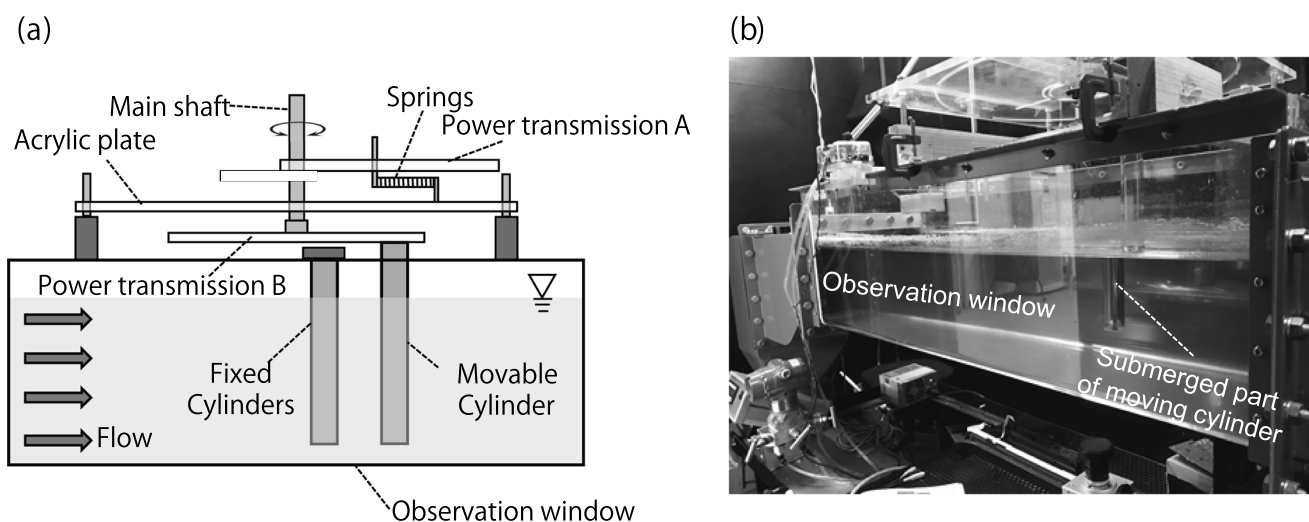 (a)
Main shaft
Springs
Power transmission A
Acrylic plate
Power transmission B
Fixed
Cylinders
Movable
Cylinder
Flow
Observation window
(b)
Observation window
Submerged part
of moving cylinder